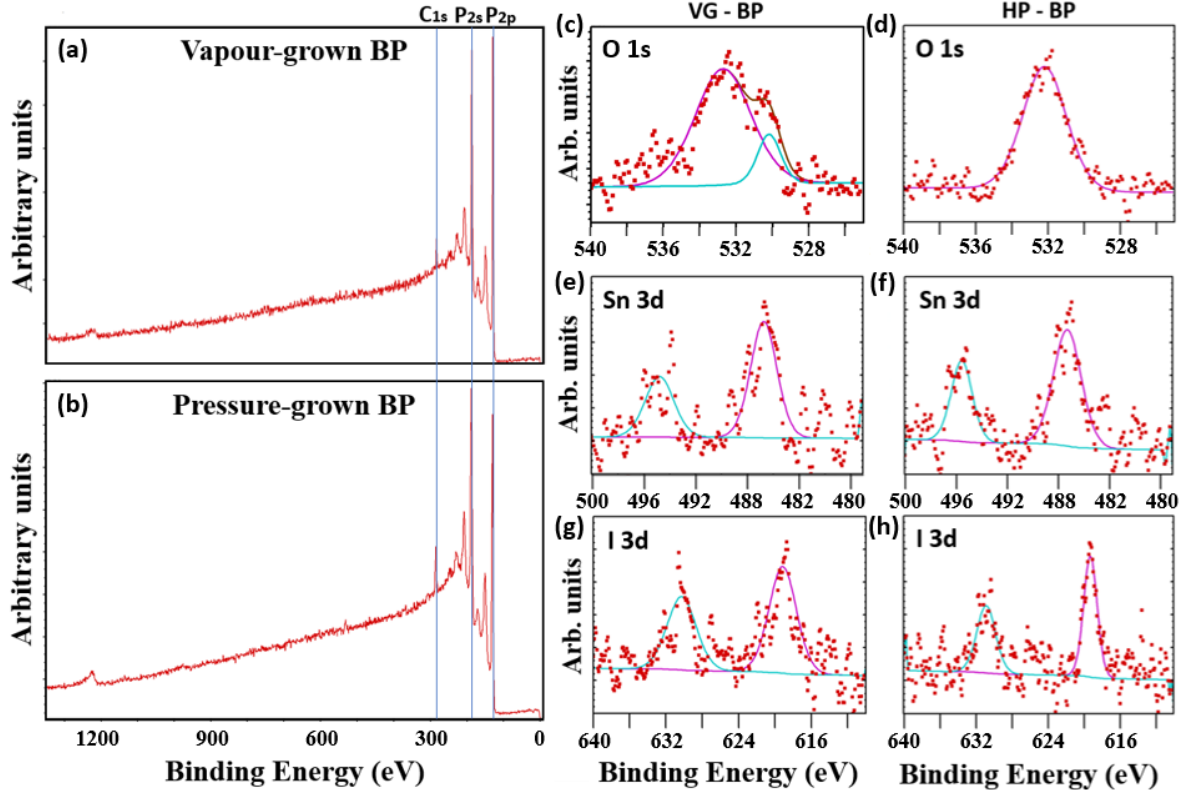 C1s P2s P2p
(a) Vapour-grown BP
Arbitrary units
(b) Pressure-grown BP
Arbitrary units
1200 900 600 300 0
Binding Energy (eV)
VG - BP
HP - BP
(c) O 1s
Arb. units
540 536 532 528
(d) O 1s
540 536 532 528
(e) Sn 3d
Arb. units
500 496 492 488 482 480
(f) Sn 3d
500 496 492 488 482 480
(g) I 3d
Arb. units
640 632 624 616
Binding Energy (eV)
(h) I 3d
640 632 624 616
Binding Energy (eV)